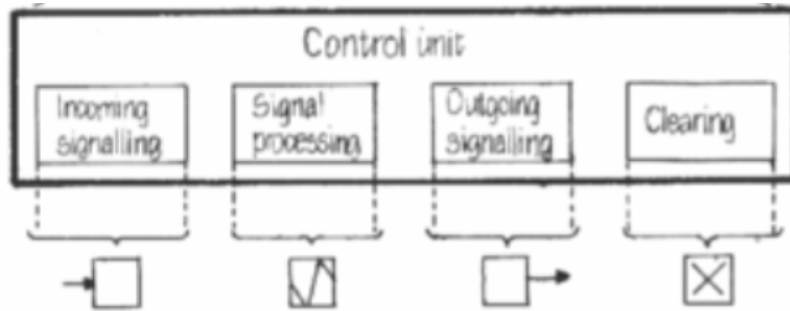 Control unit
Incoming
signalling
Signal
processing
Outgoing
signalling
Clearing